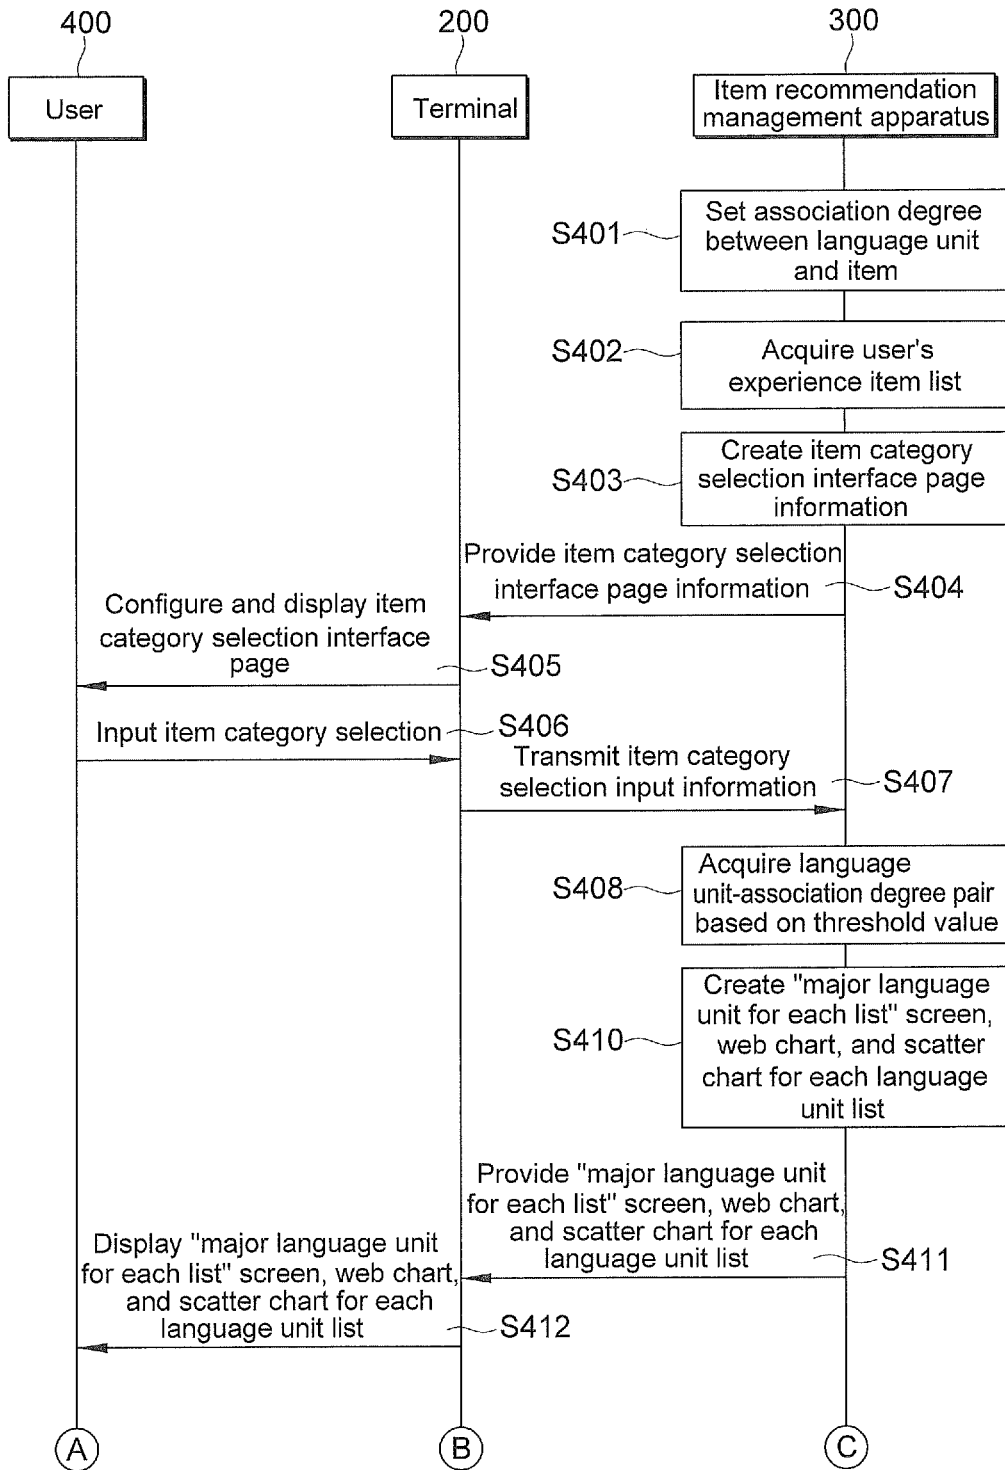 400
200
300
User
Terminal
Item recommendation
management apparatus
S401
Set association degree
between language unit
and item
S402
Acquire user's
experience item list
S403
Create item category
selection interface page
information
Provide item category selection
interface page information
S404
Configure and display item
category selection interface
page
S405
Input item category selection
S406
Transmit item category
selection input information
S407
S408
Acquire language
unit-association degree pair
based on threshold value
S410
Create "major language
unit for each list" screen,
web chart, and scatter
chart for each language
unit list
Provide "major language unit
for each list" screen, web chart,
and scatter chart for each
language unit list
S411
Display "major language unit
for each list" screen, web chart,
and scatter chart for each
language unit list
S412
A
B
C